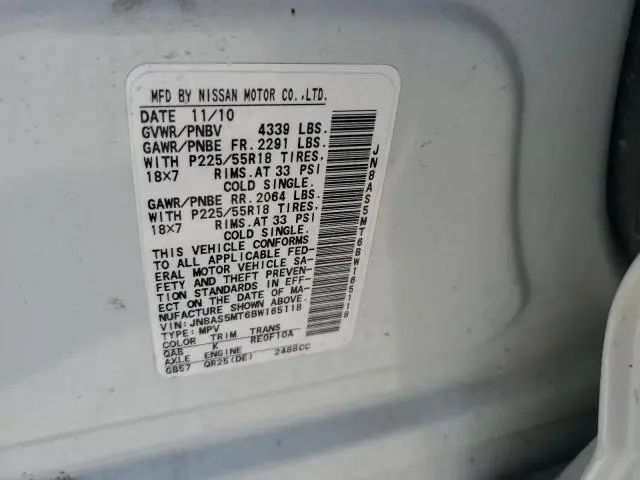 MFD BY NISSAN MOTOR CO.,LTD.
DATE 11/10
GVWR/PNBV 4339 LBS.
GAWR/PNBE FR. 2291 LBS.
WITH P225/55R18 TIRES,
18×7 RIMS.AT 33 PSI
COLD SINGLE.
GAWR/PNBE RR. 2064 LBS.
WITH P225/55R18 TIRES,
18×7 RIMS.AT 33 PSI
COLD SINGLE.
THIS VEHICLE CONFORMS
TO ALL APPLICABLE FED-
ERAL MOTOR VEHICLE SA-
FETY AND THEFT PREVEN-
TION STANDARDS IN EFF-
ECT ON THE DATE OF MA-
NUFACTURE SHOWN ABOVE.
VIN: JN8AS5MT6BW165118
TYPE: MPV
COLOR TRIM TRANS
QAB K RE0F10A
AXLE ENGINE
GB57 QR25(DE) 2488CC
JN8AS5MT6BW165118